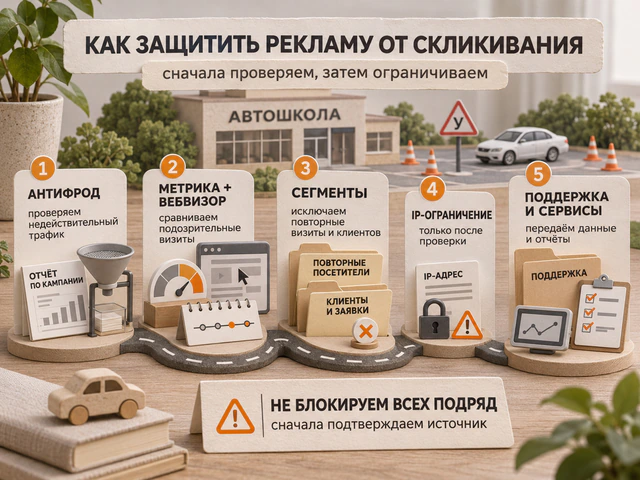 КАК ЗАЩИТИТЬ РЕКЛАМУ ОТ СКЛИКИВАНИЯ
сначала проверяем, затем ограничиваем
АВТОШКОЛА
У
1
АНТИФРОД
проверяем
недействительный
трафик
ОТЧЁТ
ПО КАМПАНИИ
2
МЕТРИКА +
ВЕБВИЗОР
сравниваем
подозрительные
визиты
3
СЕГМЕНТЫ
исключаем
повторные
визиты и клиентов
ПОВТОРНЫЕ
ПОСЕТИТЕЛИ
КЛИЕНТЫ
И ЗАЯВКИ
4
IP-ОГРАНИЧЕНИЕ
только после
проверки
IP-АДРЕС
5
ПОДДЕРЖКА
И СЕРВИСЫ
передаём данные
и отчёты
ПОДДЕРЖКА
НЕ БЛОКИРУЕМ ВСЕХ ПОДРЯД
сначала подтверждаем источник